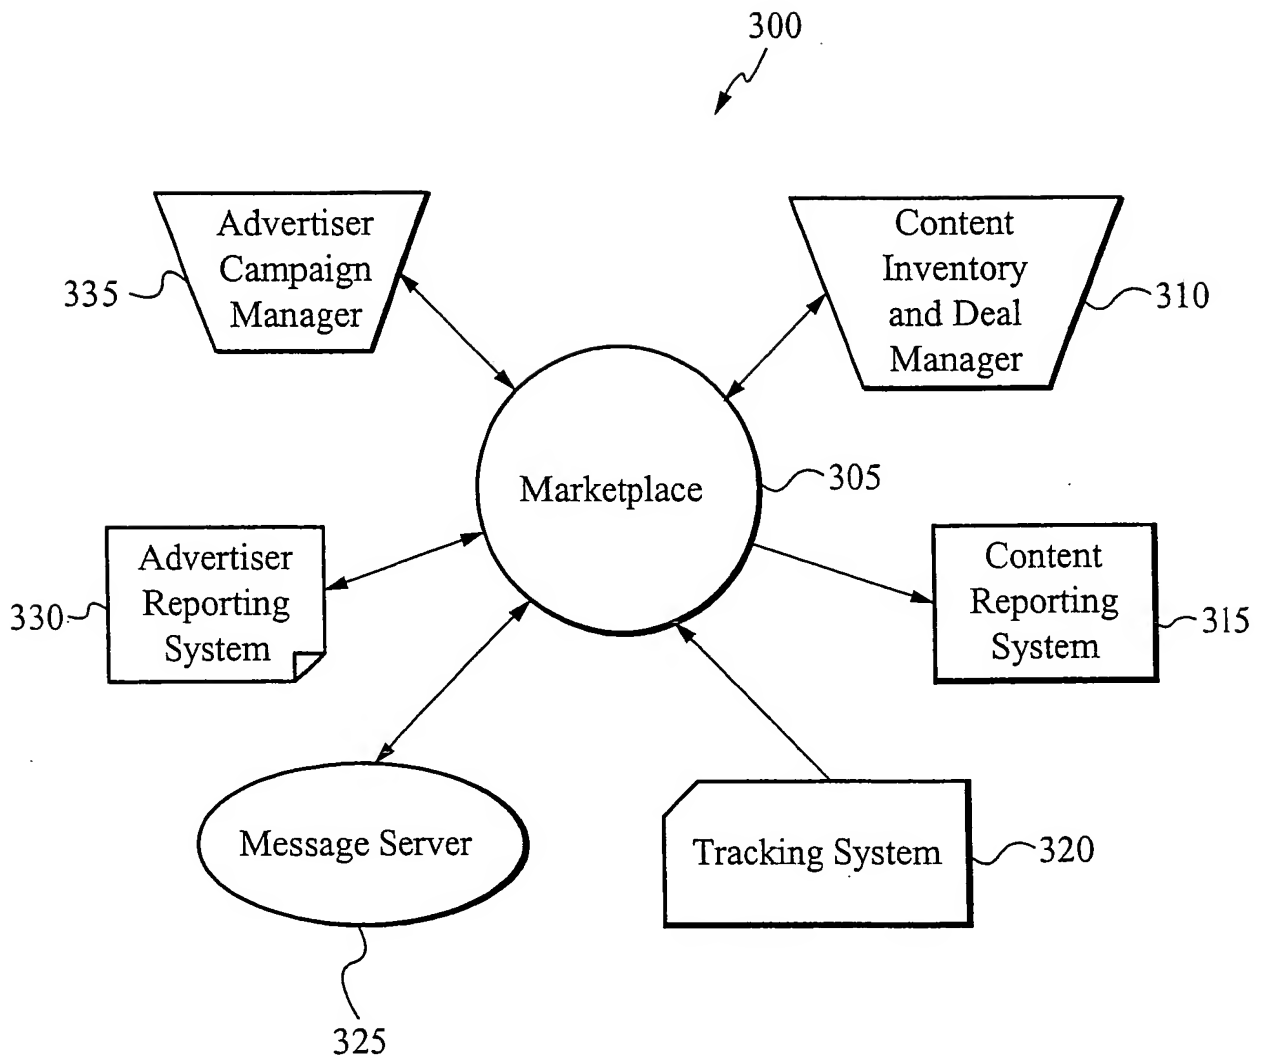 300
Advertiser
Campaign
Manager
335
Content
Inventory
and Deal
Manager
310
Marketplace
305
Advertiser
Reporting
System
330
Content
Reporting
System
315
Message Server
325
Tracking System
320